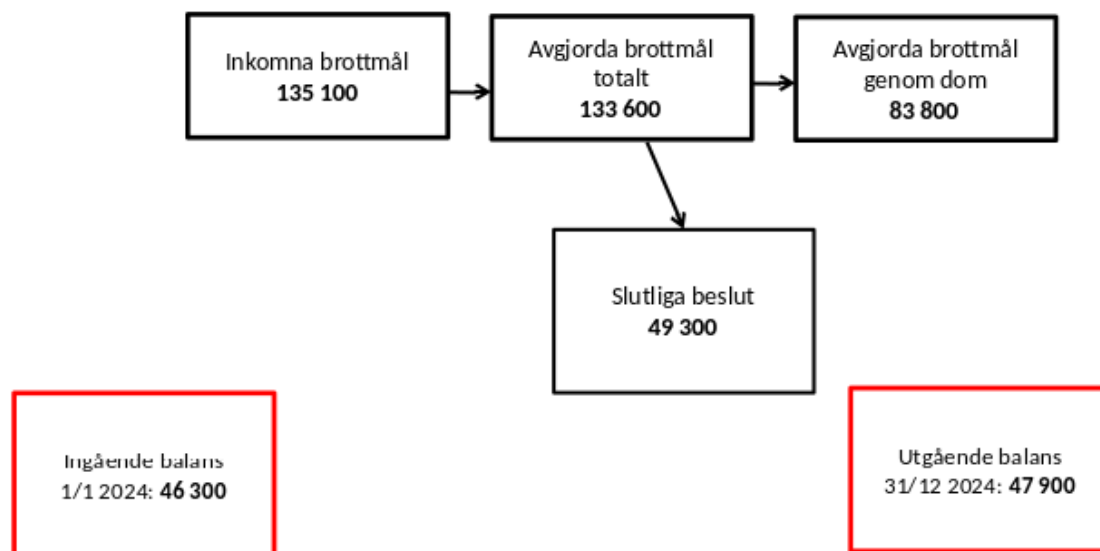 Inkomna brottmål
135 100
Avgjorda brottmål
totalt
133 600
Avgjorda brottmål
genom dom
83 800
Slutliga beslut
49 300
Ingående balans
1/1 2024: 46 300
Utgående balans
31/12 2024: 47 900